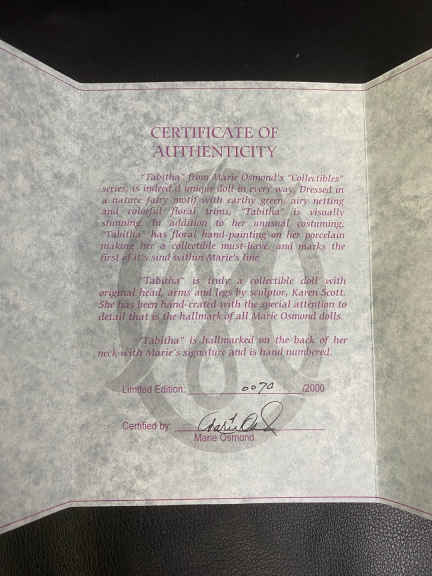 CERTIFICATE OF
AUTHENTICITY
"Tabitha" from Marie Osmond's "Collectibles"
series, is indeed a unique doll in every way. Dressed in
a nature fairy motif with earthy green, airy netting
and colorful floral trims, "Tabitha" is visually
stunning. In addition to her unusual costuming,
"Tabitha" has floral hand-painting on her porcelain
making her a collectible must-have, and marks the
first of it's kind within Marie's line.
"Tabitha" is truly a collectible doll with
original head, arms and legs by sculptor, Karen Scott.
She has been hand-crated with the special attention to
detail that is the hallmark of all Marie Osmond dolls.
"Tabitha" is hallmarked on the back of her
neck with Marie's signature and is hand numbered.
Limited Edition: 0070 /2000
Certified by: Marie Osmond
Marie Osmond